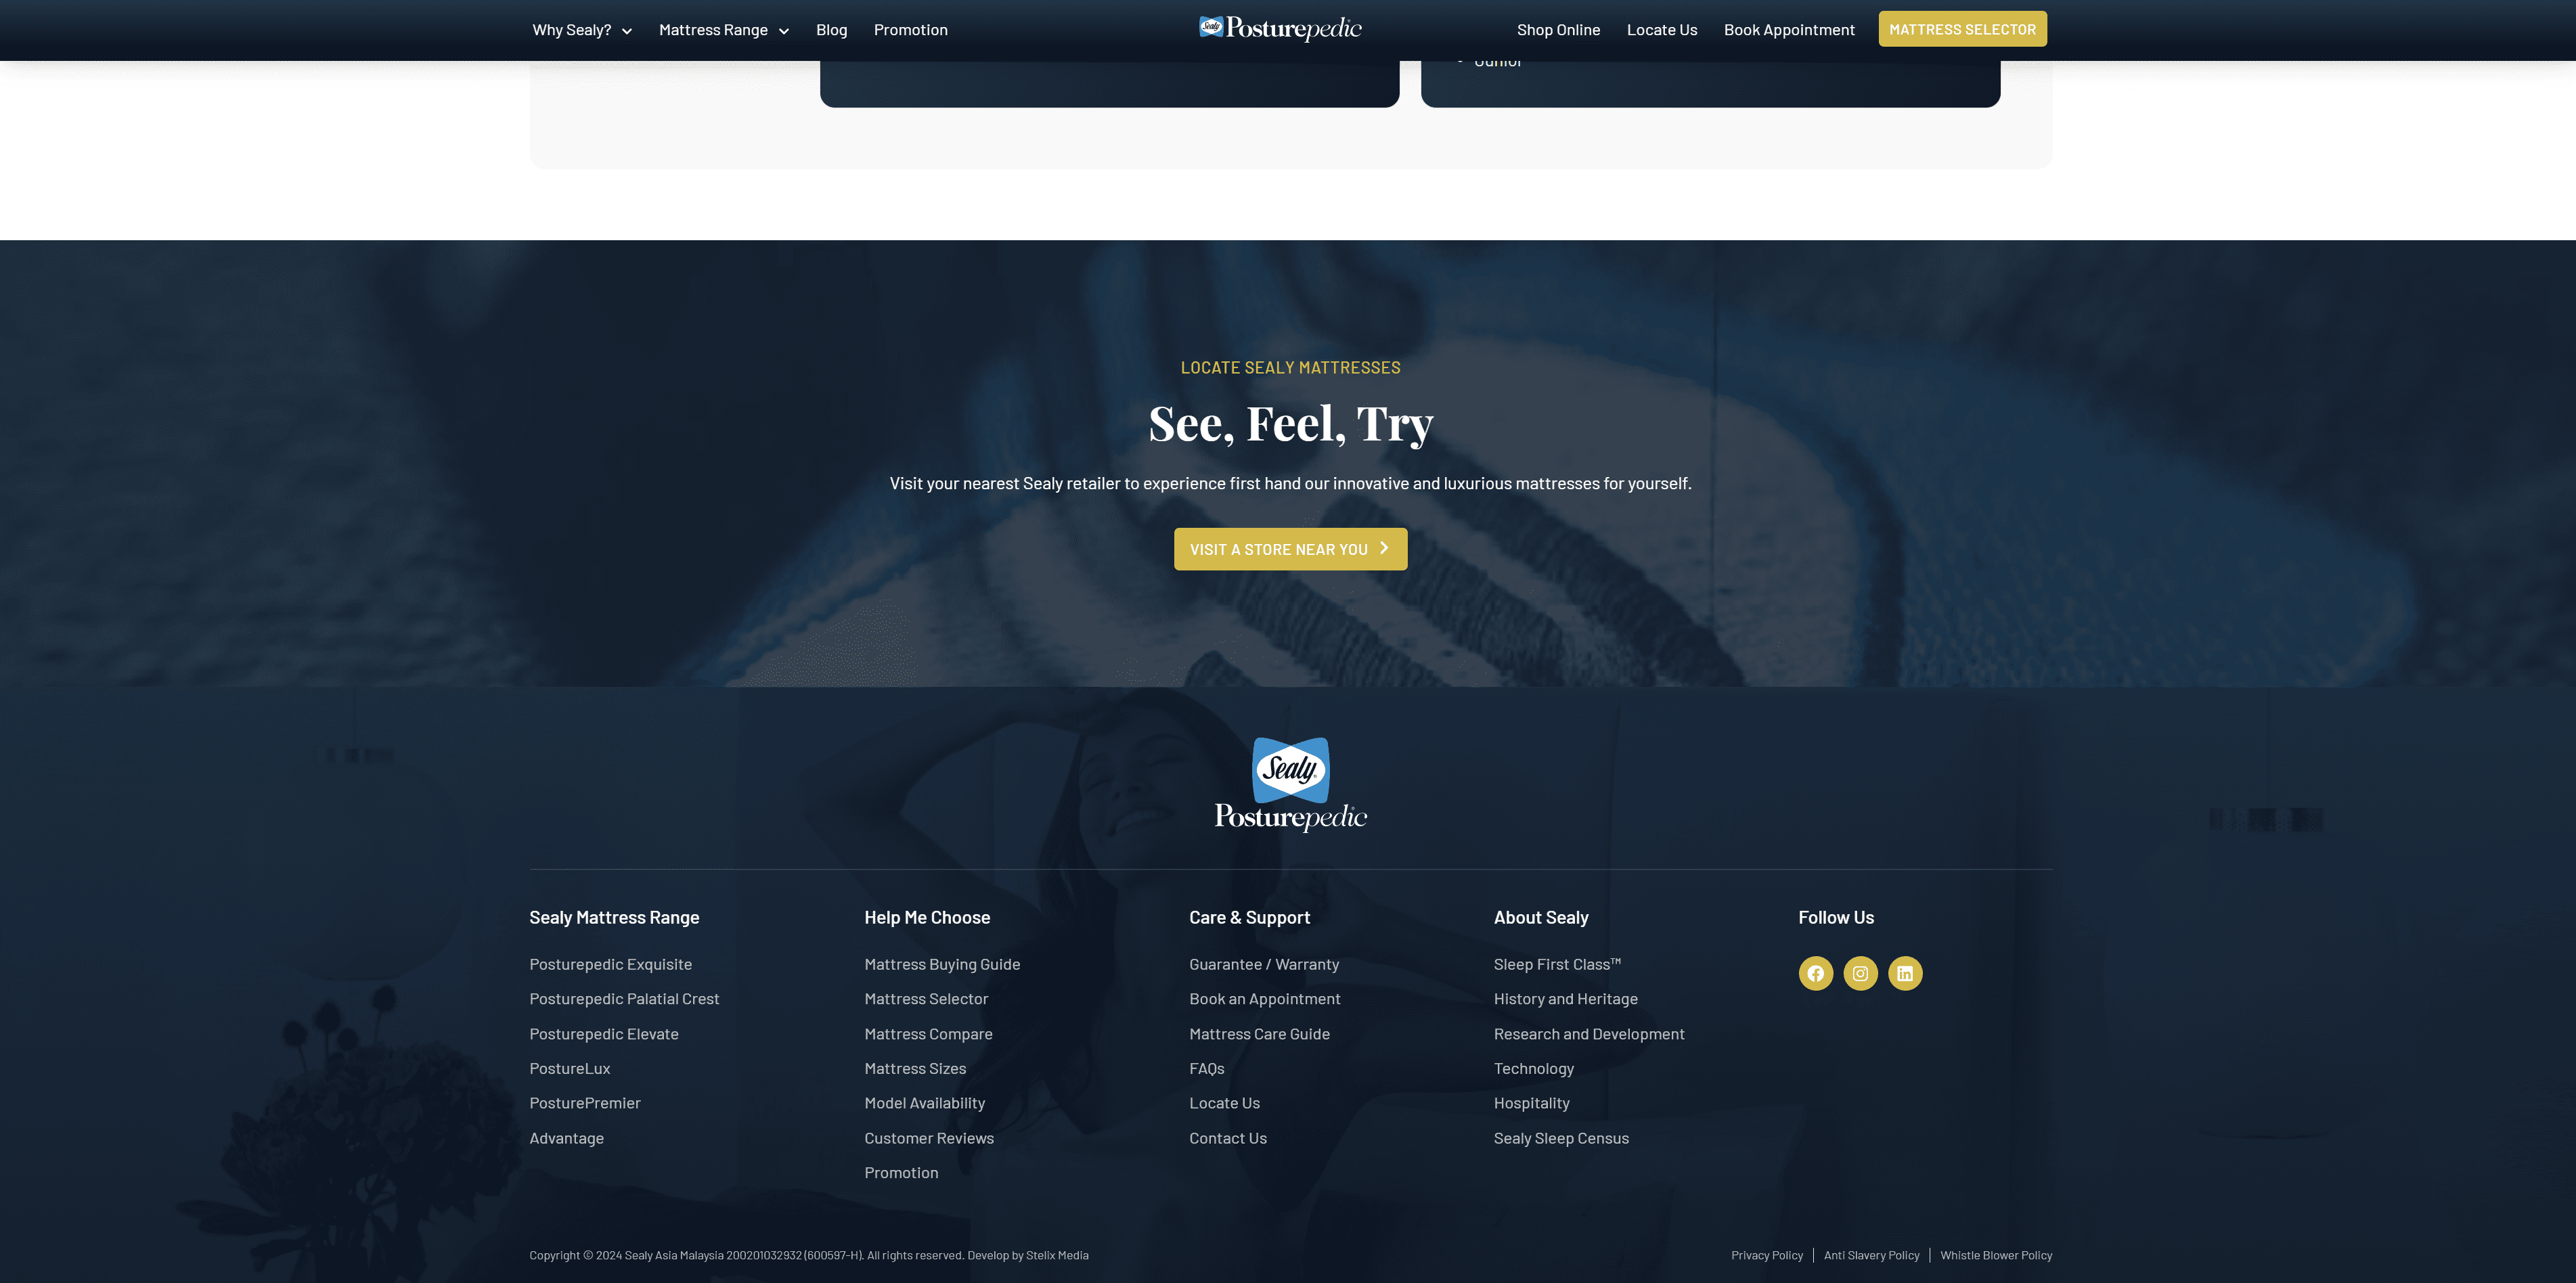 Why Sealy?
Mattress Range
Blog
Promotion
Sealy Posturepedic
Shop Online
Locate Us
Book Appointment
MATTRESS SELECTOR
Junior
LOCATE SEALY MATTRESSES
See, Feel, Try
Visit your nearest Sealy retailer to experience first hand our innovative and luxurious mattresses for yourself.
VISIT A STORE NEAR YOU
Sealy
Posturepedic
Sealy Mattress Range
Posturepedic Exquisite
Posturepedic Palatial Crest
Posturepedic Elevate
PostureLux
PosturePremier
Advantage
Help Me Choose
Mattress Buying Guide
Mattress Selector
Mattress Compare
Mattress Sizes
Model Availability
Customer Reviews
Promotion
Care & Support
Guarantee / Warranty
Book an Appointment
Mattress Care Guide
FAQs
Locate Us
Contact Us
About Sealy
Sleep First Class™
History and Heritage
Research and Development
Technology
Hospitality
Sealy Sleep Census
Follow Us
Copyright © 2024 Sealy Asia Malaysia 200201032932 (600597-H). All rights reserved. Develop by Stelix Media
Privacy Policy
Anti Slavery Policy
Whistle Blower Policy